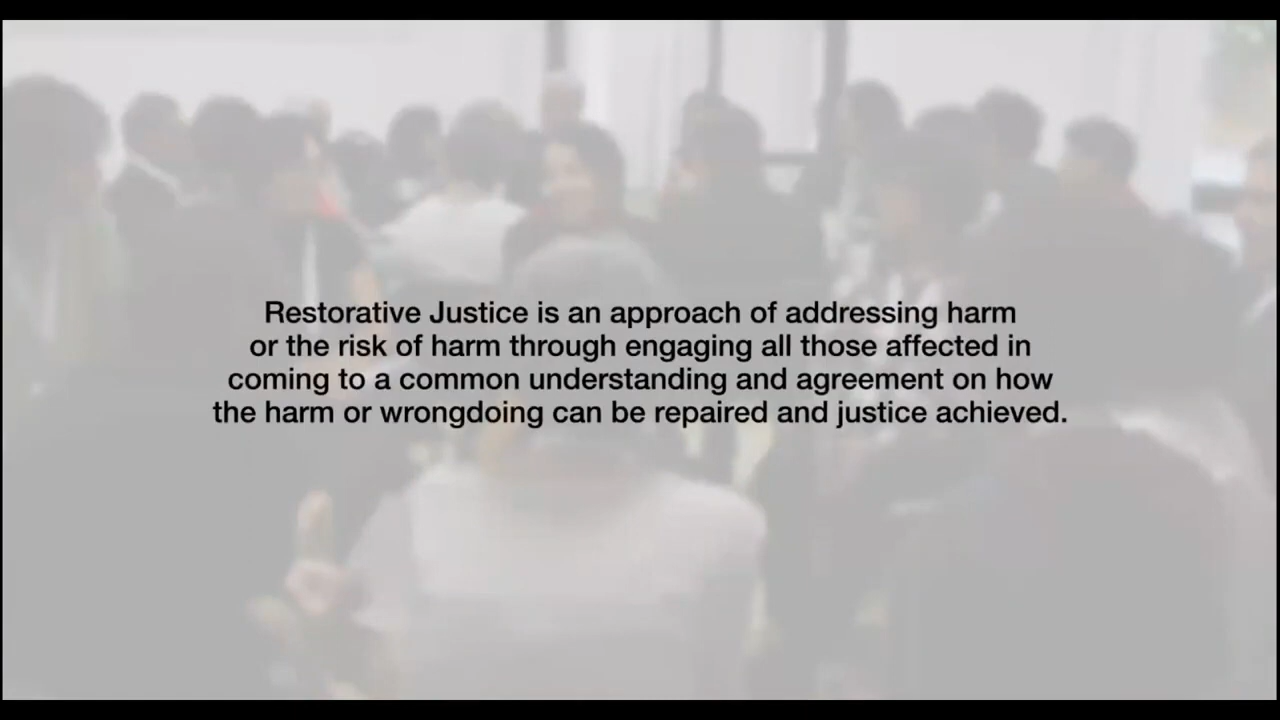 Restorative Justice is an approach of addressing harm
or the risk of harm through engaging all those affected in
coming to a common understanding and agreement on how
the harm or wrongdoing can be repaired and justice achieved.